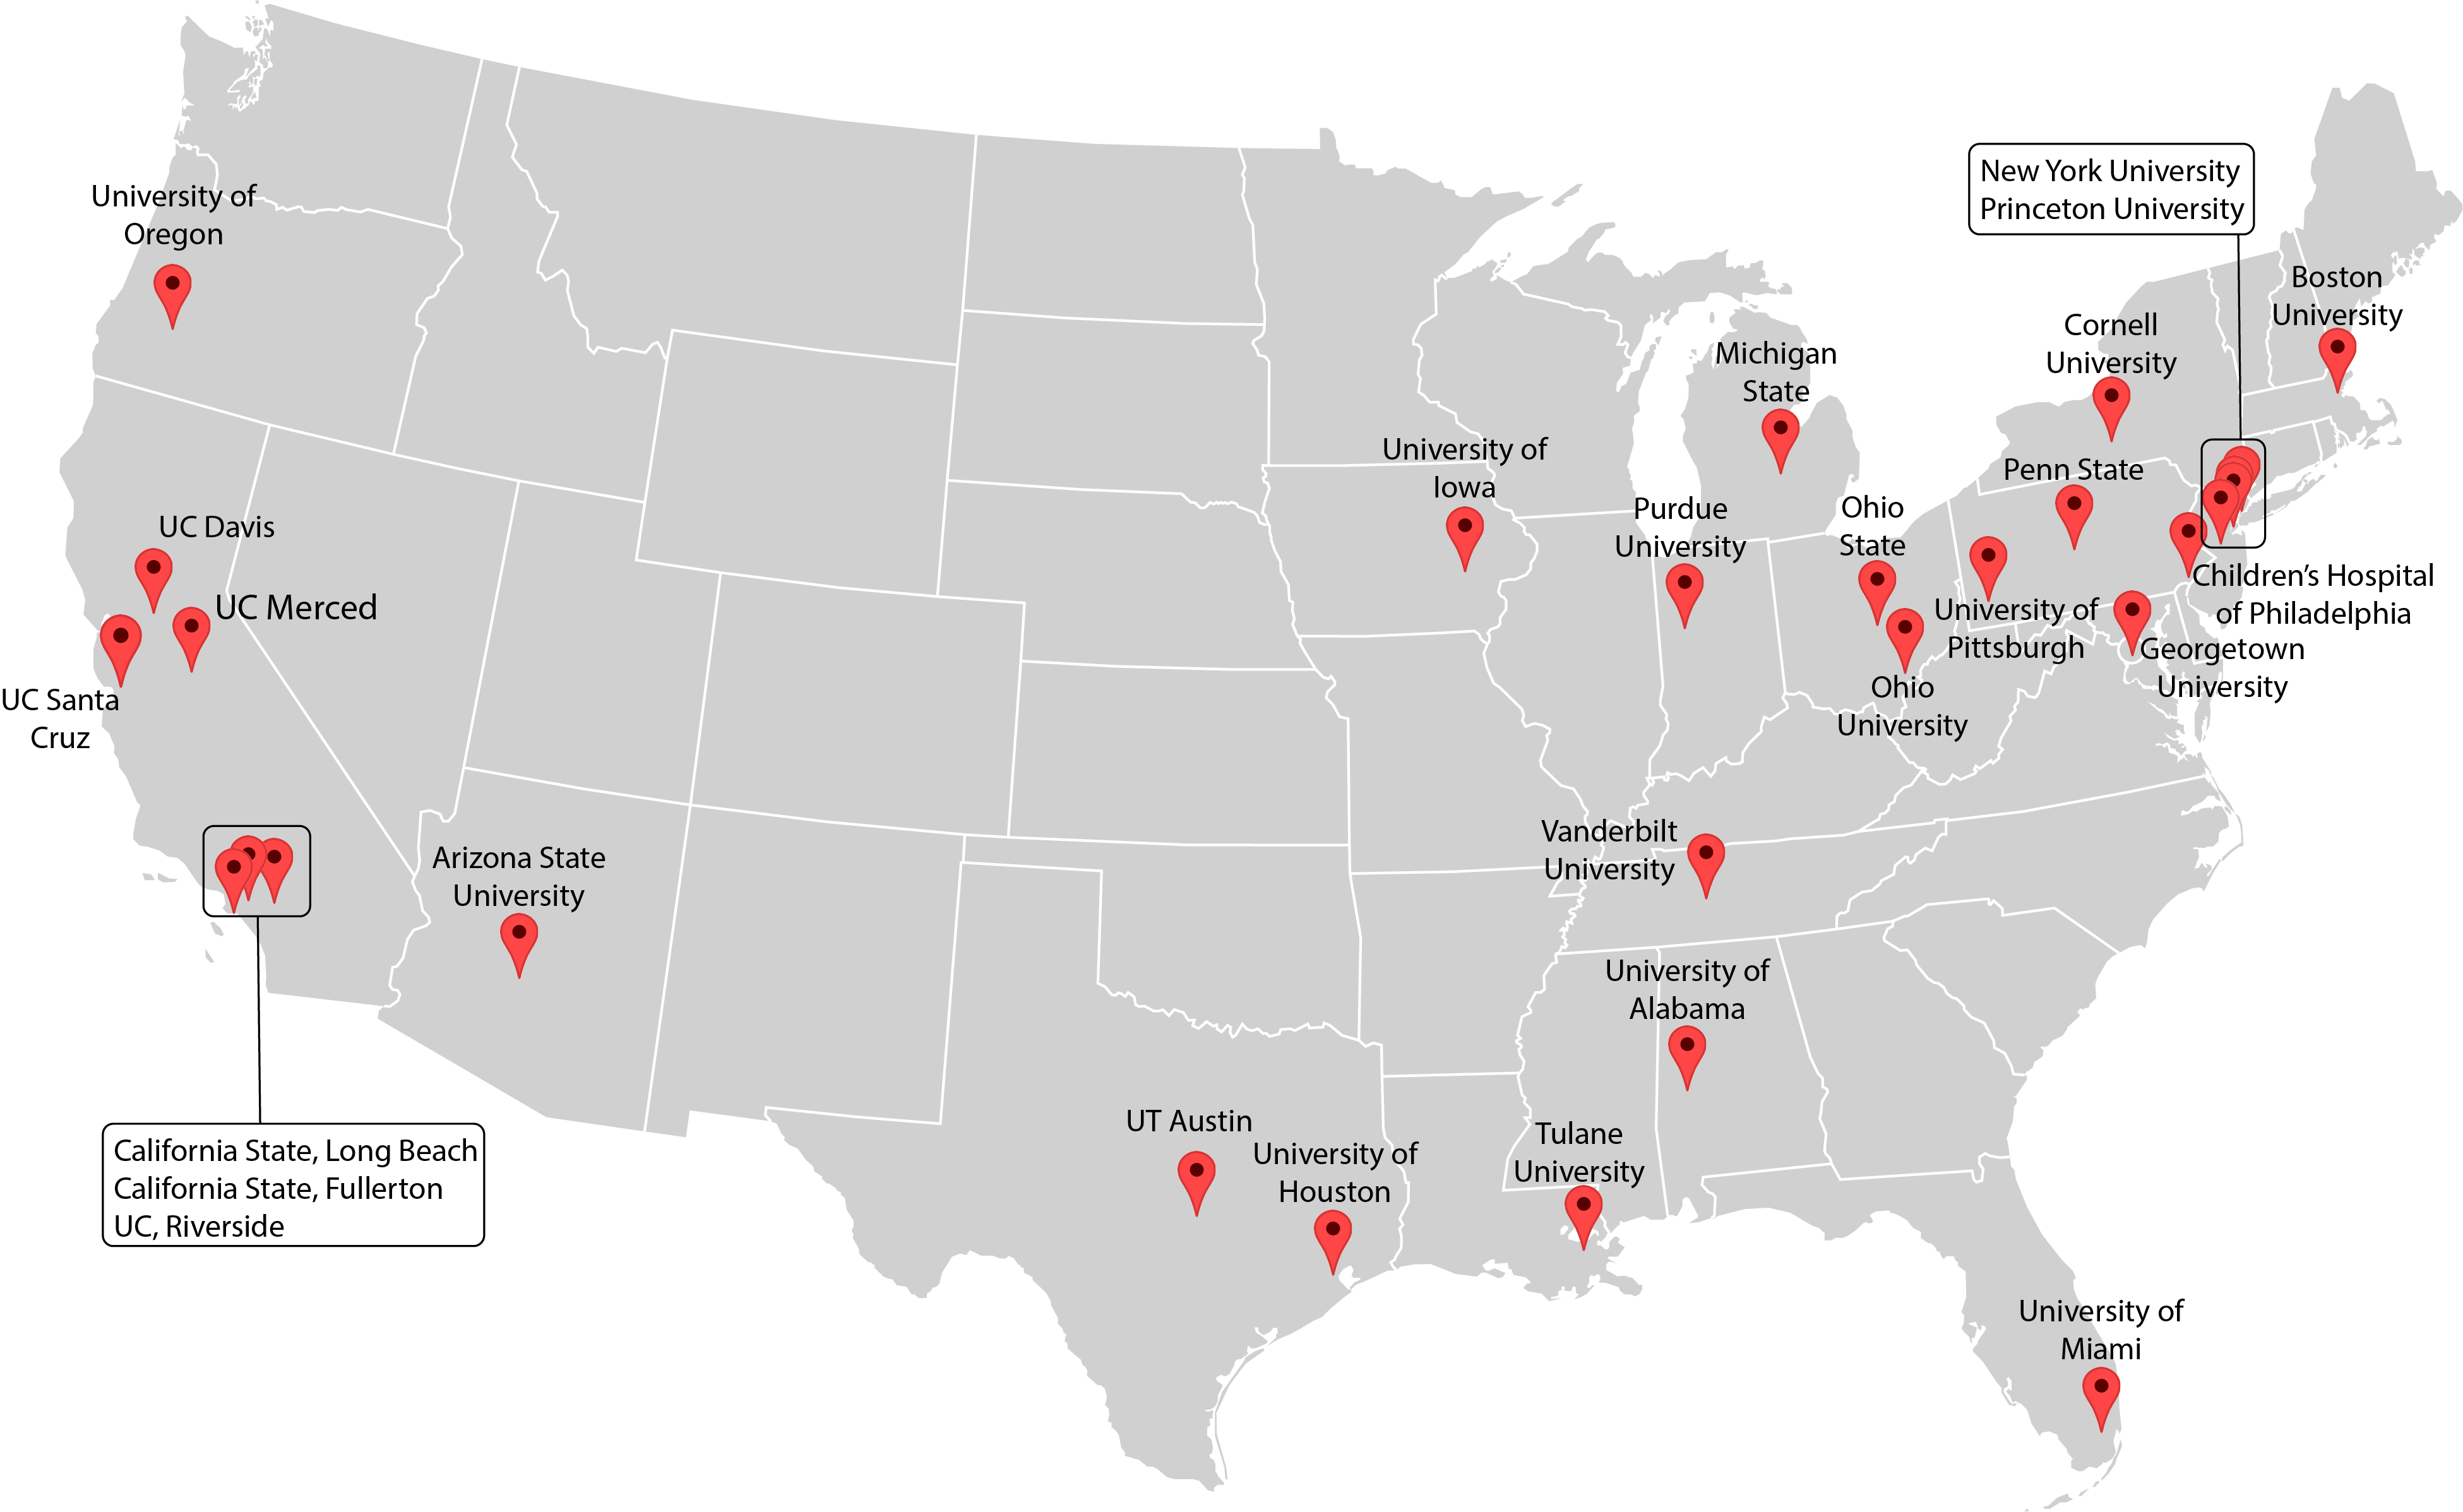 New York University
Princeton University
University of
Oregon
Boston
University
Cornell
University
Michigan
State
University of
Iowa
Penn State
Purdue
University
Ohio
State
UC Davis
Children's Hospital
of Philadelphia
UC Merced
University of
Pittsburgh
Georgetown
University
UC Santa
Cruz
Ohio
University
Vanderbilt
University
Arizona State
University
University of
Alabama
UT Austin
Tulane
University
University of
Houston
California State, Long Beach
California State, Fullerton
UC, Riverside
University of
Miami